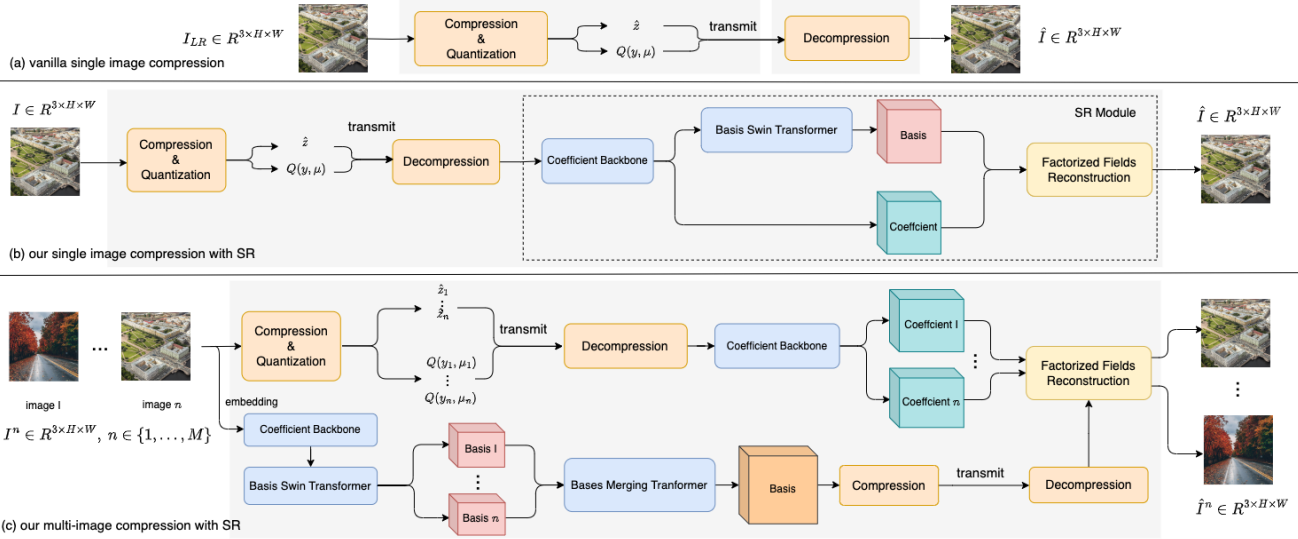 I_{LR} ∈ R^{3×H×W}
(a) vanilla single image compression
Compression
&
Quantization
ẑ
Q(y, μ)
transmit
Decompression
Î ∈ R^{3×H×W}
I ∈ R^{3×H×W}
Compression
&
Quantization
ẑ
Q(y, μ)
transmit
Decompression
Coefficient Backbone
Basis Swin Transformer
Basis
Coeffcient
SR Module
Factorized Fields
Reconstruction
Î ∈ R^{3×H×W}
(b) our single image compression with SR
...
image I
image n
I^n ∈ R^{3×H×W}, n ∈ {1, . . . , M}
Compression
&
Quantization
ẑ_1
⋮
ẑ_n
Q(y_1, μ_1)
⋮
Q(y_n, μ_n)
transmit
Decompression
Coefficient Backbone
Coeffcient I
⋮
Coeffcient n
Factorized Fields
Reconstruction
⋮
embedding
Coefficient Backbone
Basis Swin Transformer
Basis I
⋮
Basis n
Bases Merging Tranformer
Basis
Compression
transmit
Decompression
Î^n ∈ R^{3×H×W}
(c) our multi-image compression with SR